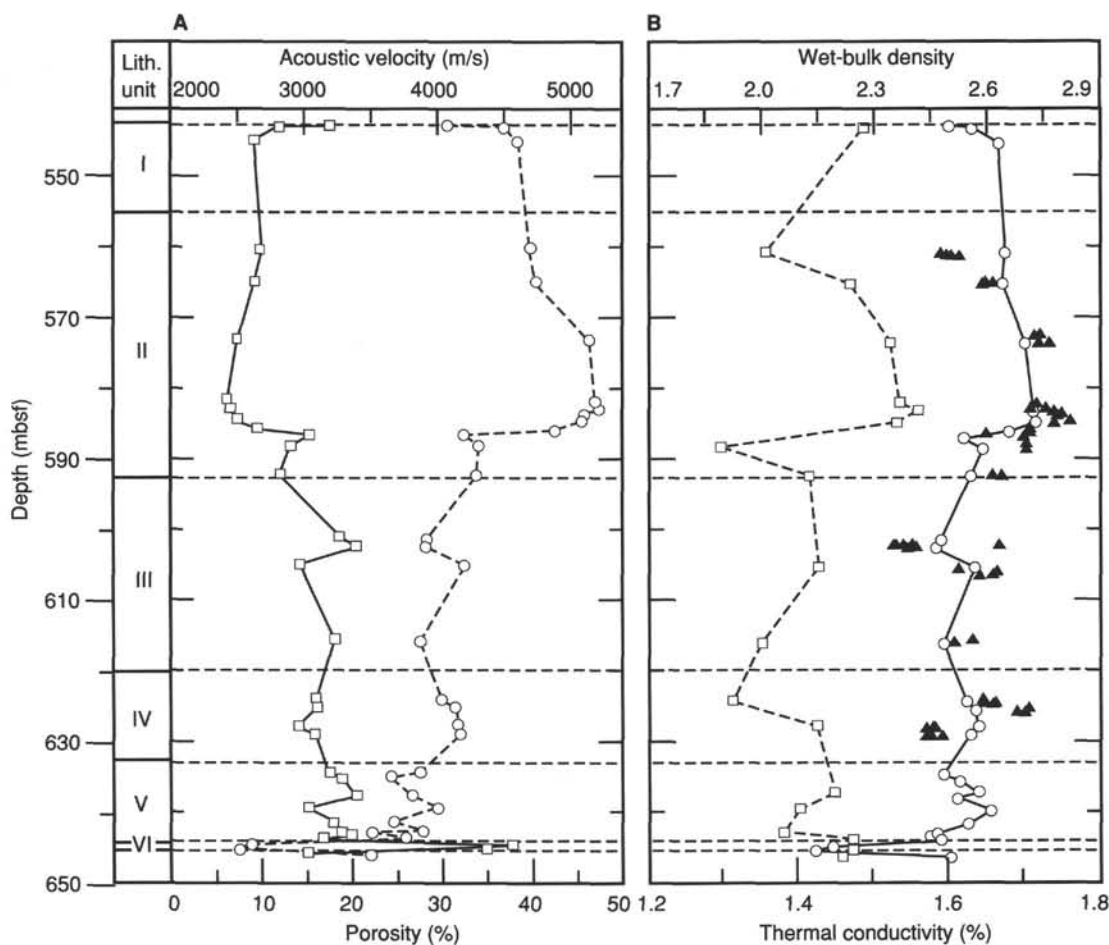 A
B
Lith.
unit
Acoustic velocity (m/s)
2000 3000 4000 5000
Wet-bulk density
1.7 2.0 2.3 2.6 2.9
Depth (mbsf)
550
570
590
610
630
650
I
II
III
IV
V
VI
0 10 20 30 40 50
Porosity (%)
1.2 1.4 1.6 1.8
Thermal conductivity (%)